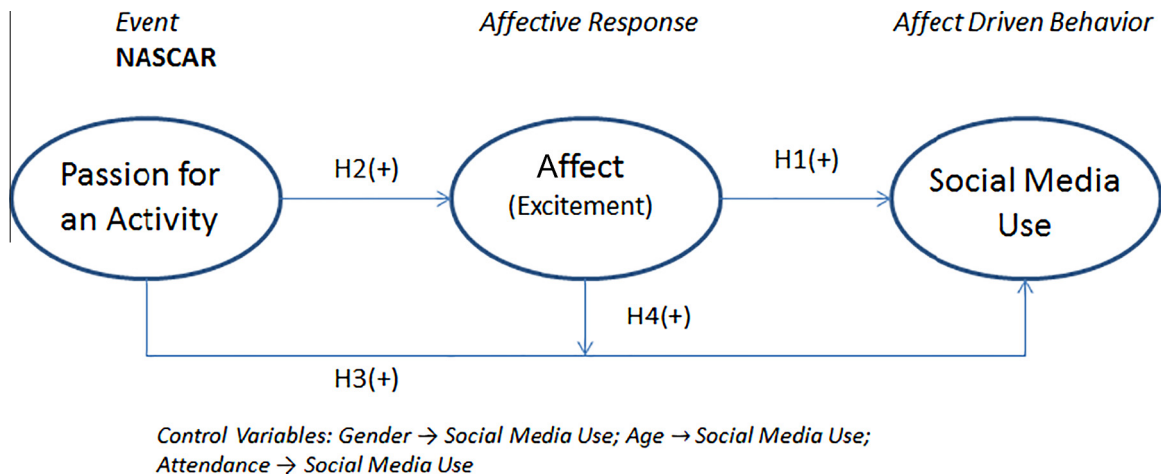 Event
NASCAR
Affective Response
Affect Driven Behavior
Passion for
an Activity
H2(+)
Affect
(Excitement)
H1(+)
Social Media
Use
H4(+)
H3(+)
Control Variables: Gender → Social Media Use; Age → Social Media Use;
Attendance → Social Media Use